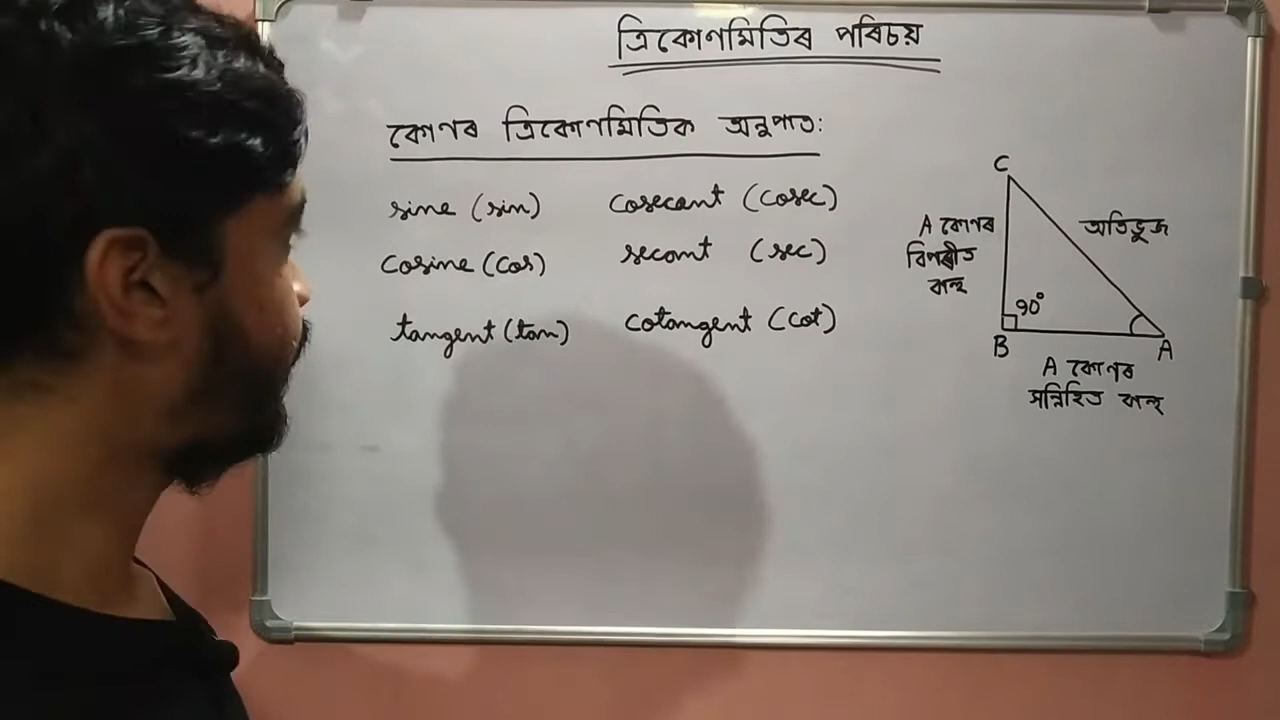 ত্ৰিকোণমিতিৰ পৰিচয়
কোণৰ ত্ৰিকোণমিতিক অনুপাত:
sine (sin) cosecant (cosec)
cosine (cos) secant (sec)
tangent (tan) cotangent (cot)
C
A কোণৰ
বিপৰীত
বাহু
অতিভুজ
90°
B
A
A কোণৰ
সন্নিহিত বাহু